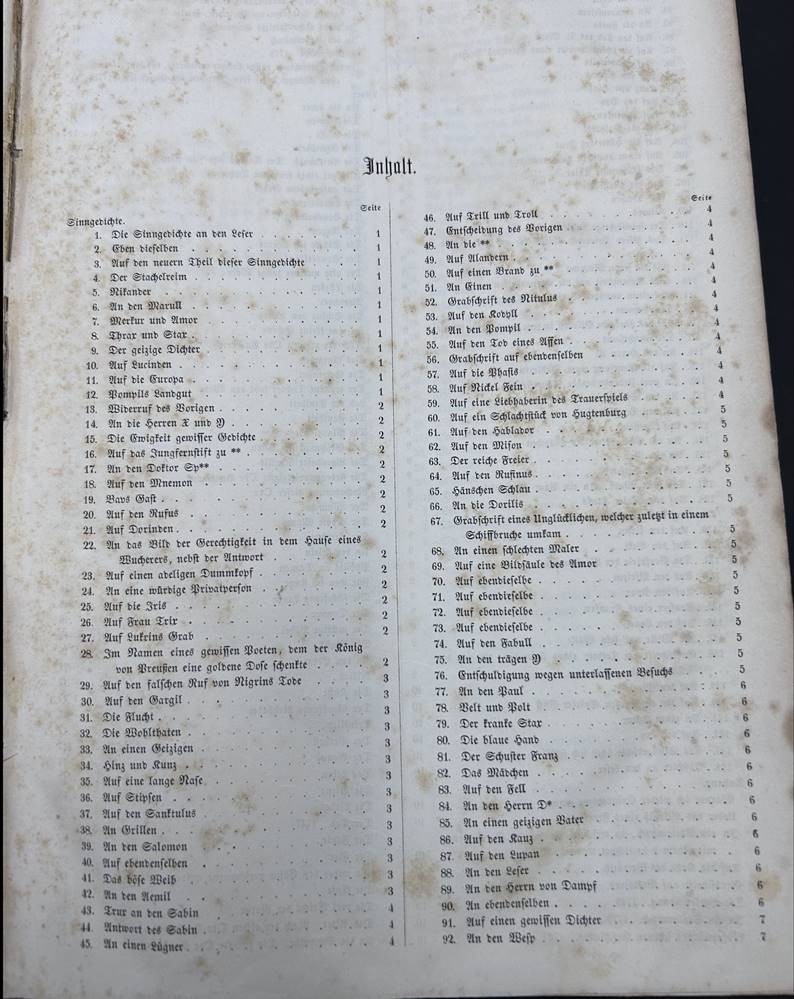 Inhalt.
Seite
Sinngedichte.
1. Die Sinngedichte an den Leser . . . . . . . 1
2. Eben dieselben . . . . . . . 1
3. Auf den neuern Theil dieser Sinngedichte . . 1
4. Der Stachelreim . . . . . . . 1
5. Nikander . . . . . . . 1
6. An den Marull . . . . . . . 1
7. Merkur und Amor . . . . . . . 1
8. Thrax und Stax . . . . . . . 1
9. Der geizige Dichter . . . . . . . 1
10. Auf Lucinden . . . . . . . 1
11. Auf die Europa . . . . . . . 1
12. Pompils Landgut . . . . . . . 1
13. Widerruf des Vorigen . . . . . . . 2
14. An die Herren X und Y . . . . . . . 2
15. Die Ewigkeit gewisser Gedichte . . . . . 2
16. Auf das Jungfernstift zu ** . . . . . 2
17. An den Doktor Sp** . . . . . . . 2
18. Auf den Mnemon . . . . . . . 2
19. Bavs Gast . . . . . . . 2
20. Auf den Rufus . . . . . . . 2
21. Auf Dorinden . . . . . . . 2
22. An das Bild der Gerechtigkeit in dem Hause eines
Wucherers, nebst der Antwort . . . . . 2
23. Auf einen adeligen Dummkopf . . . . . 2
24. An eine würdige Privatperson . . . . . 2
25. Auf die Iris . . . . . . . 2
26. Auf Frau Trix . . . . . . . 2
27. Auf Lukrins Grab . . . . . . . 2
28. Im Namen eines gewissen Poeten, dem der König
von Preußen eine goldene Dose schenkte . . . . 2
29. Auf den falschen Ruf von Nigrins Tode . . . . 3
30. Auf den Gargil . . . . . . . 3
31. Die Flucht . . . . . . . 3
32. Die Wohlthaten . . . . . . . 3
33. An einen Geizigen . . . . . . . 3
34. Hinz und Kunz . . . . . . . 3
35. Auf eine lange Nase . . . . . . . 3
36. Auf Stipsen . . . . . . . 3
37. Auf den Sanktulus . . . . . . . 3
38. An Grillen . . . . . . . 3
39. An den Salomon . . . . . . . 3
40. Auf ebendenselben . . . . . . . 3
41. Das böse Weib . . . . . . . 3
42. An den Aemil . . . . . . . 3
43. Trux an den Sabin . . . . . . . 4
44. Antwort des Sabin . . . . . . . 4
45. An einen Lügner . . . . . . . 4
Seite
46. Auf Trill und Troll . . . . . . . 4
47. Entscheidung des Vorigen . . . . . . . 4
48. An die ** . . . . . . . 4
49. Auf Alandern . . . . . . . 4
50. Auf einen Brand zu ** . . . . . . . 4
51. An Einen . . . . . . . 4
52. Grabschrift des Nitulus . . . . . . . 4
53. Auf den Kodyll . . . . . . . 4
54. An den Pompil . . . . . . . 4
55. Auf den Tod eines Affen . . . . . . . 4
56. Grabschrift auf ebendenselben . . . . . 4
57. Auf die Phasis . . . . . . . 4
58. Auf Nickel Fein . . . . . . . 4
59. Auf eine Liebhaberin des Trauerspiels . . . . 4
60. Auf ein Schlachtstück von Hugtenburg . . . . 5
61. Auf den Hablador . . . . . . . 5
62. Auf den Mison . . . . . . . 5
63. Der reiche Freier . . . . . . . 5
64. Auf den Rufinus . . . . . . . 5
65. Hänschen Schlau . . . . . . . 5
66. An die Dorilis . . . . . . . 5
67. Grabschrift eines Unglücklichen, welcher zuletzt in einem
Schiffbruche umkam . . . . . . . 5
68. An einen schlechten Maler . . . . . . . 5
69. Auf eine Bildsäule des Amor . . . . . 5
70. Auf ebendieselbe . . . . . . . 5
71. Auf ebendieselbe . . . . . . . 5
72. Auf ebendieselbe . . . . . . . 5
73. Auf ebendieselbe . . . . . . . 5
74. Auf den Fabull . . . . . . . 5
75. An den trägen Y . . . . . . . 5
76. Entschuldigung wegen unterlassenen Besuchs . . . 5
77. An den Paul . . . . . . . 6
78. Velt und Polt . . . . . . . 6
79. Der kranke Stax . . . . . . . 6
80. Die blaue Hand . . . . . . . 6
81. Der Schuster Franz . . . . . . . 6
82. Das Mädchen . . . . . . . 6
83. Auf den Fell . . . . . . . 6
84. An den Herrn D* . . . . . . . 6
85. An einen geizigen Vater . . . . . . . 6
86. Auf den Kauz . . . . . . . 6
87. Auf den Lupan . . . . . . . 6
88. An den Leser . . . . . . . 6
89. An den Herrn von Dampf . . . . . . . 6
90. An ebendenselben . . . . . . . 6
91. Auf einen gewissen Dichter . . . . . . . 7
92. An den Wesp . . . . . . . 7